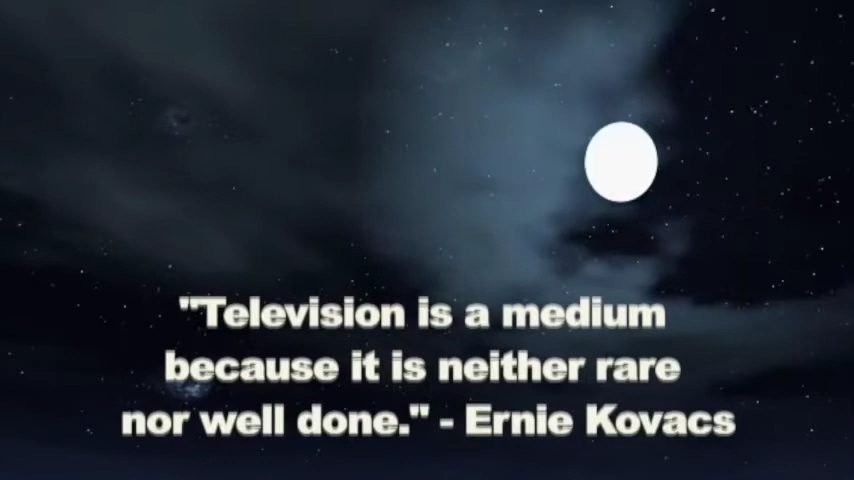 "Television is a medium
because it is neither rare
nor well done." - Ernie Kovacs